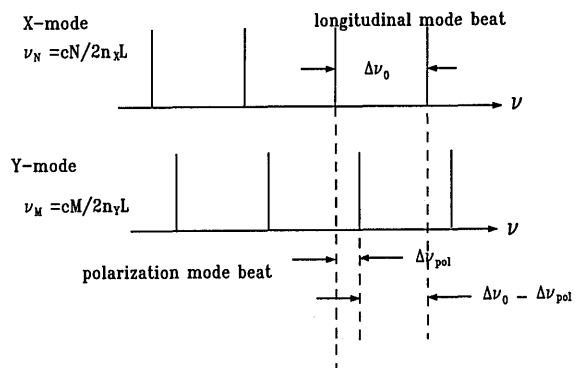 X-mode
longitudinal mode beat
ν_N =cN/2n_XL
Δν_0
ν
Y-mode
ν_M =cM/2n_YL
ν
polarization mode beat
Δν_pol
Δν_0 - Δν_pol